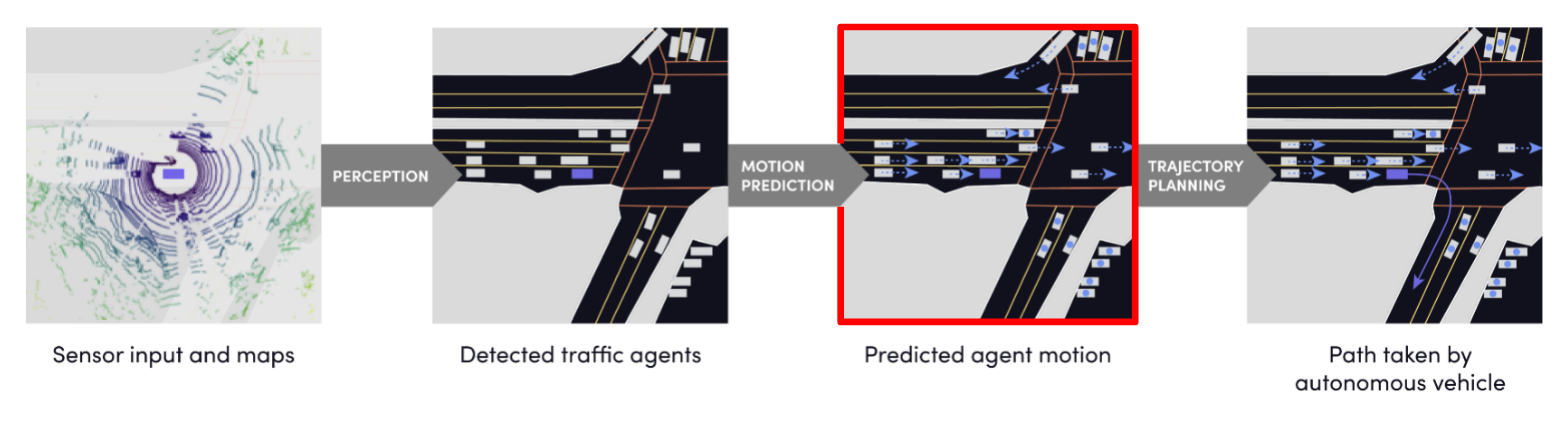 PERCEPTION
MOTION
PREDICTION
TRAJECTORY
PLANNING
Sensor input and maps
Detected traffic agents
Predicted agent motion
Path taken by
autonomous vehicle